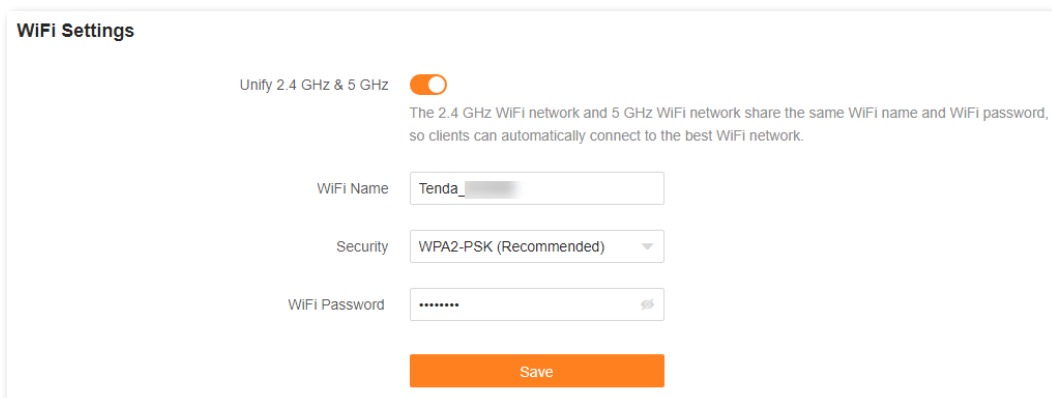 WiFi Settings
Unify 2.4 GHz & 5 GHz
The 2.4 GHz WiFi network and 5 GHz WiFi network share the same WiFi name and WiFi password,
so clients can automatically connect to the best WiFi network.
WiFi Name Tenda_
Security WPA2-PSK (Recommended)
WiFi Password ••••••••
Save